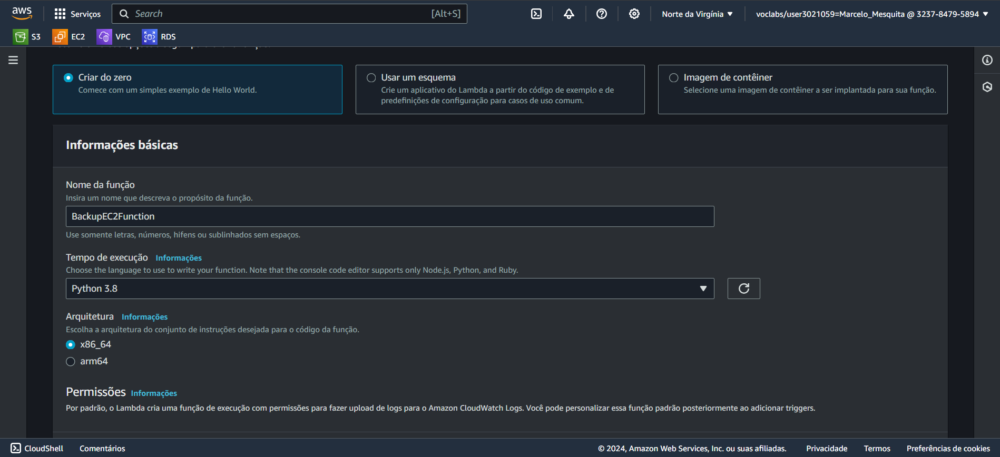 aws
Serviços
Search
[Alt+S]
Norte da Virgínia
voclabs/user3021059=Marcelo_Mesquita @ 3237-8479-5894
S3
EC2
VPC
RDS
Criar do zero
Comece com um simples exemplo de Hello World.
Usar um esquema
Crie um aplicativo do Lambda a partir do código de exemplo e de
predefinições de configuração para casos de uso comum.
Imagem de contêiner
Selecione uma imagem de contêiner a ser implantada para sua função.
Informações básicas
Nome da função
Insira um nome que descreva o propósito da função.
BackupEC2Function
Use somente letras, números, hifens ou sublinhados sem espaços.
Tempo de execução Informações
Choose the language to use to write your function. Note that the console code editor supports only Node.js, Python, and Ruby.
Python 3.8
Arquitetura Informações
Escolha a arquitetura do conjunto de instruções desejada para o código da função.
x86_64
arm64
Permissões Informações
Por padrão, o Lambda cria uma função de execução com permissões para fazer upload de logs para o Amazon CloudWatch Logs. Você pode personalizar essa função padrão posteriormente ao adicionar triggers.
CloudShell
Comentários
© 2024, Amazon Web Services, Inc. ou suas afiliadas.
Privacidade
Termos
Preferências de cookies